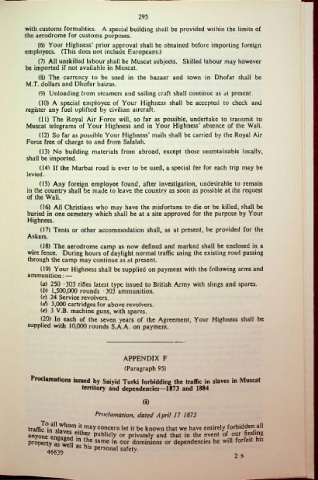 295
with customs formalities. A special building shall be provided within the limits of
the aerodrome for customs purposes.
(6) Your Highness' prior approval shall be obtained before importing foreign
employees. (This does not include Europeans.)
(7) All unskilled labour shall be Muscat subjects. Skilled labour may however
be imported if not available in Muscat.
(8) The currency to be used in the bazaar and town in Dhofar shall be
M.T. dollars and Dhofar baizas.
(9) Unloading from steamers and sailing craft shall continue as at present.
(10) A special employee of Your Highness shall be accepted to check and
register any fuel uplifted by civilian aircraft.
(11) The Royal Air Force will, so far as possible, undertake to transmit to
Muscat telegrams of Your Highness and in Your Highness' absence of the Wali.
(12) So far as possible Your Highness' mails shall be carried by the Royal Air
Force free of charge to and from Salalah.
(13) No building materials from abroad, except those unobtainable locally,
shall be imported.
(14) If the Murbat road is ever to be used, a special fee for each trip may be
levied.
(15) Any foreign employee found, after investigation, undesirable to remain
in the country shall be made to leave the country as soon as possible at the request
of the Wali.
(16) All Christians who may have the misfortune to die or be killed, shall be
buried in one cemetery which shall be at a site approved for the purpose by Your
Highness.
(17) Tents or other accommodation shall, as at present, be provided for the
Askars.
(18) The aerodrome camp as now defined and marked shall be enclosed in a
wire fence. During hours of daylight normal traffic using the existing road passing
through the camp may continue as at present.
(19) Your Highness shall be supplied on payment with the following arms and
ammunition:—
(a) 250 ·303 rifles latest type issued to British Army with slings and spares.
(b) 1,500,000 rounds ·303 ammunition.
(c) 24 Service revolvers.
(d) 3,000 cartridges for above revolvers.
(e) 3 V.B. machine guns, with spares.
(20) In each of the seven years of the Agreement, Your Highness shall be
supplied with 10,000 rounds S.A.A. on payment.
APPENDIX F
(Paragraph 95)
Proclamations issued by Saiyid Turki forbidding the traffic in slaves in Muscat
territory and dependencies—1873 and 1884
(i)
Proclamation, dated April 17 1873
To all whom it may concern let it be known that we have entirely forbidden all
traffic in slaves either publicly or privately and that in the event of our finding
anyone engaged in the same in our dominions or dependencies he will forfeit his
property as well as his personal safety.
46639
2 S